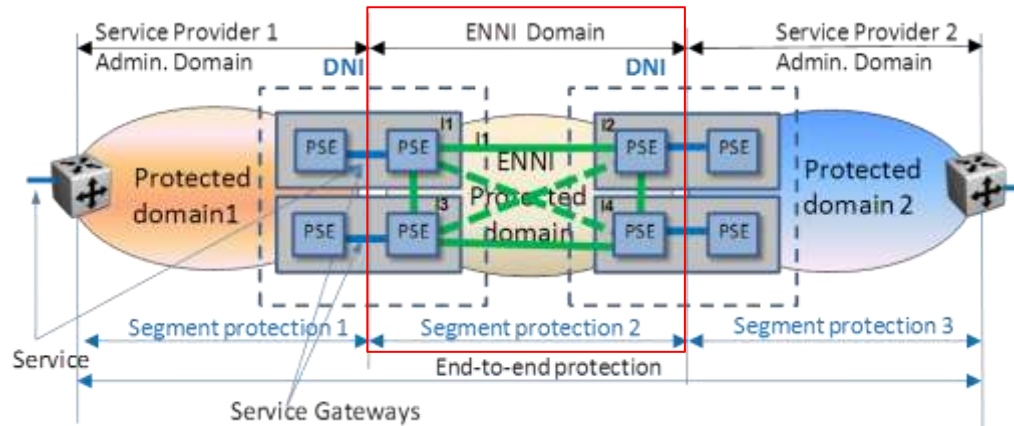 Service Provider 1
Admin. Domain
ENNI Domain
Service Provider 2
Admin. Domain
DNI
DNI
I1
I1
I2
PSE
PSE
PSE
PSE
Protected
domain1
ENNI
Protected
domain
Protected
domain 2
I3
I4
PSE
PSE
PSE
PSE
Segment protection 1
Segment protection 2
Segment protection 3
Service
End-to-end protection
Service Gateways